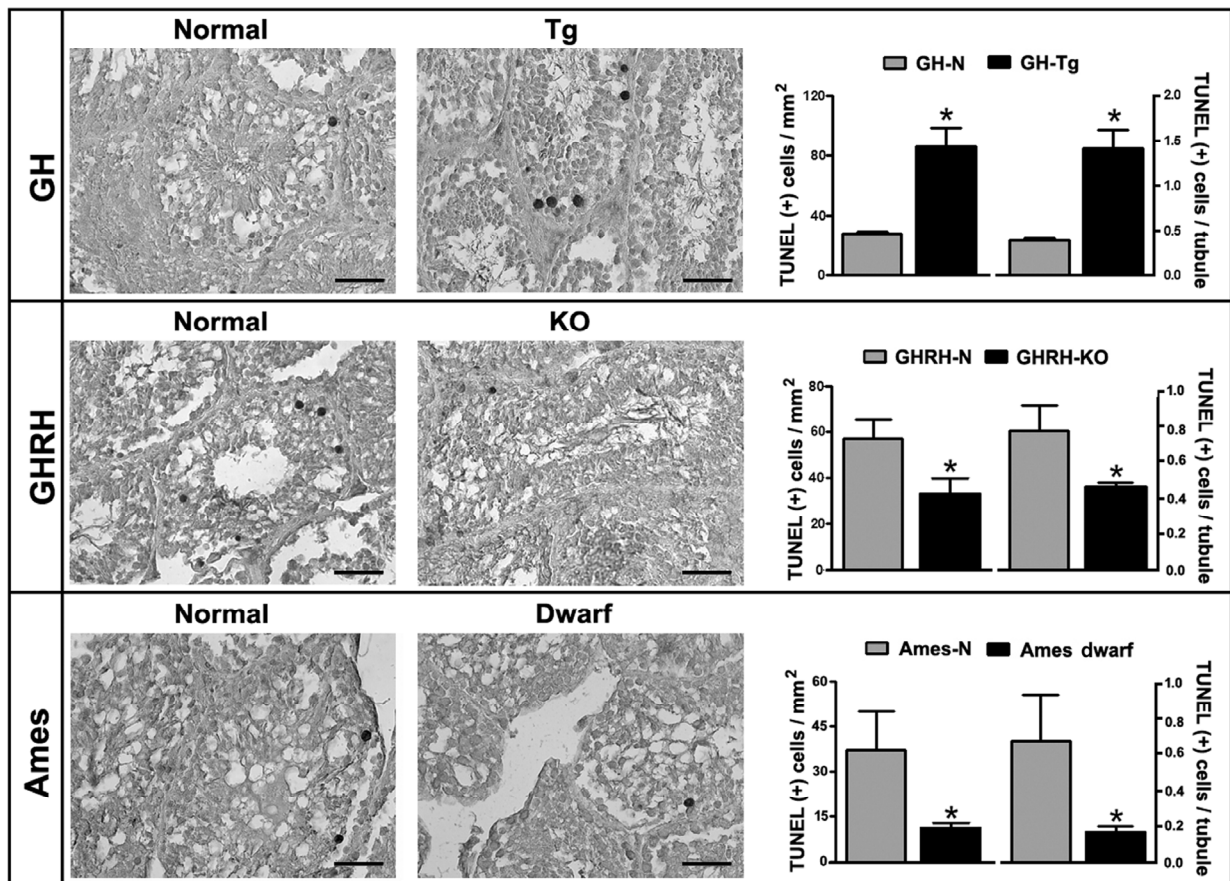 Normal
Tg
GH
GH-N GH-Tg
TUNEL (+) cells / mm²
120
80
40
0
* *
2.0
1.5
1.0
0.5
0.0
TUNEL (+) cells / tubule
Normal
KO
GHRH
GHRH-N GHRH-KO
TUNEL (+) cells / mm²
80
60
40
20
0
* *
1.0
0.8
0.6
0.4
0.2
0.0
TUNEL (+) cells / tubule
Normal
Dwarf
Ames
Ames-N Ames dwarf
TUNEL (+) cells / mm²
60
45
30
15
0
* *
1.0
0.8
0.6
0.4
0.2
0.0
TUNEL (+) cells / tubule